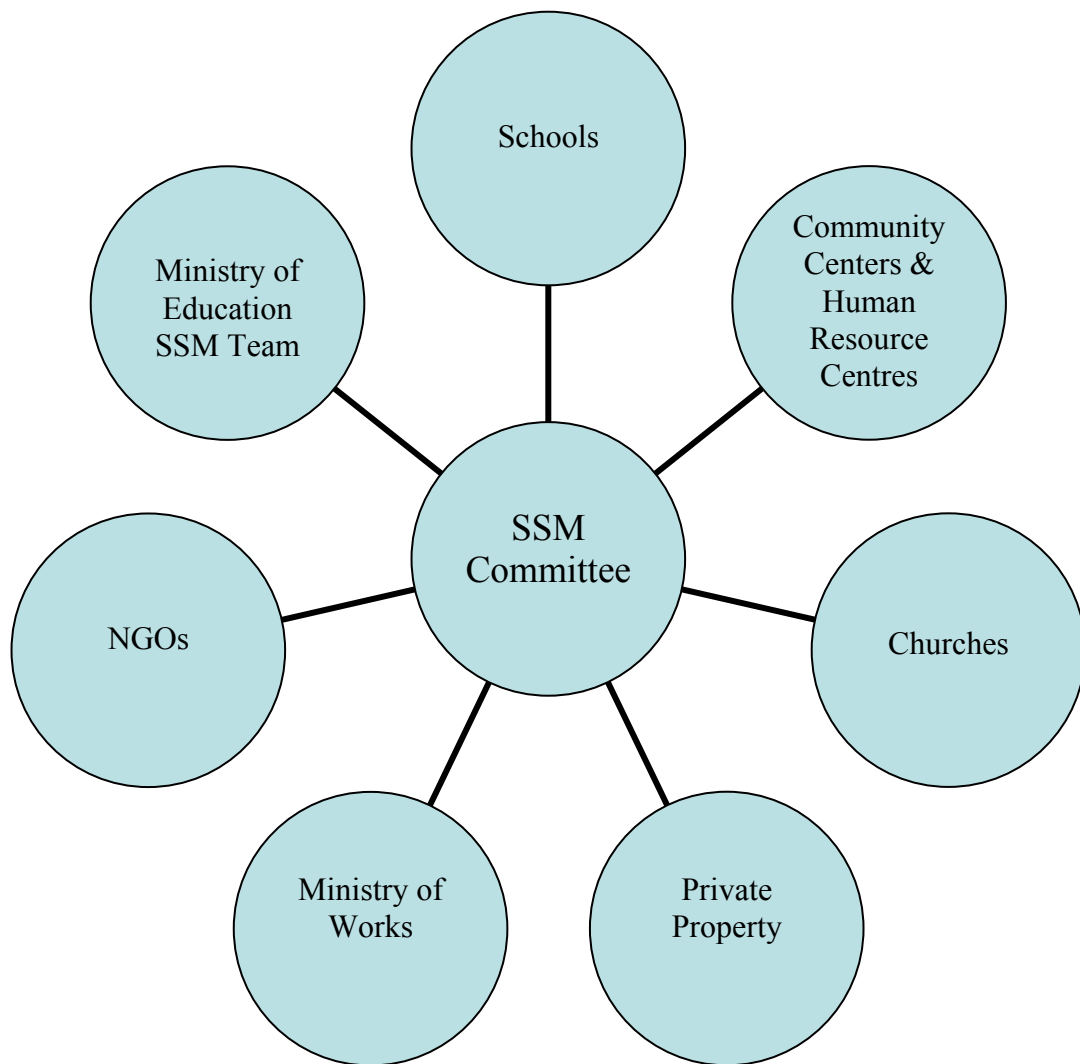 Schools
Community
Centers &
Human
Resource
Centres
Ministry of
Education
SSM Team
SSM
Committee
NGOs
Churches
Ministry of
Works
Private
Property